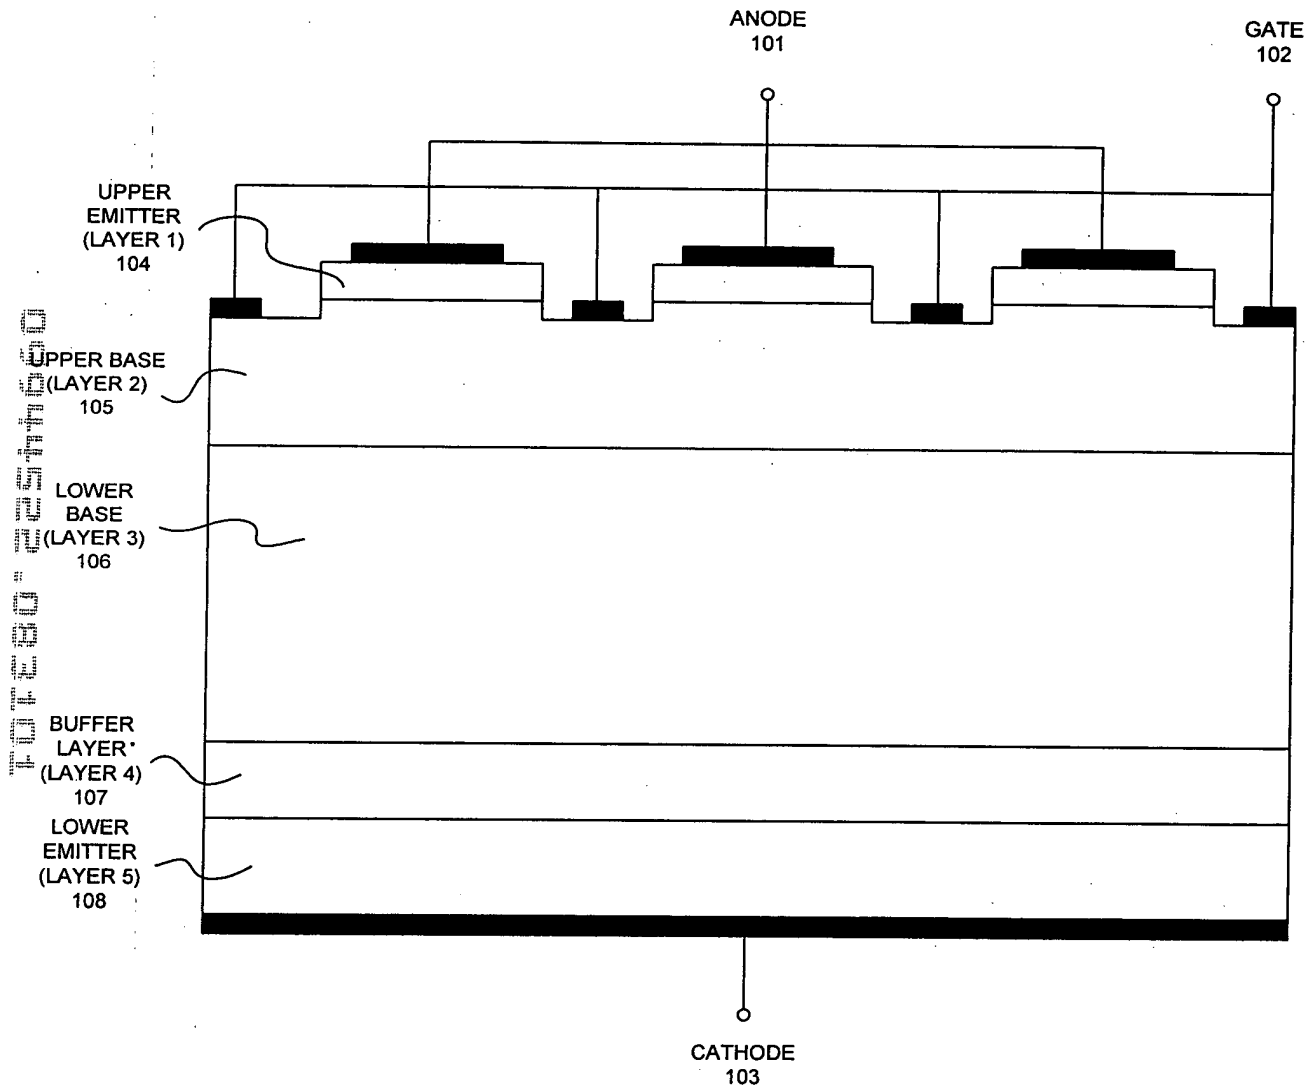 ANODE
101
GATE
102
UPPER
EMITTER
(LAYER 1)
104
UPPER BASE
(LAYER 2)
105
LOWER
BASE
(LAYER 3)
106
BUFFER
LAYER
(LAYER 4)
107
LOWER
EMITTER
(LAYER 5)
108
CATHODE
103